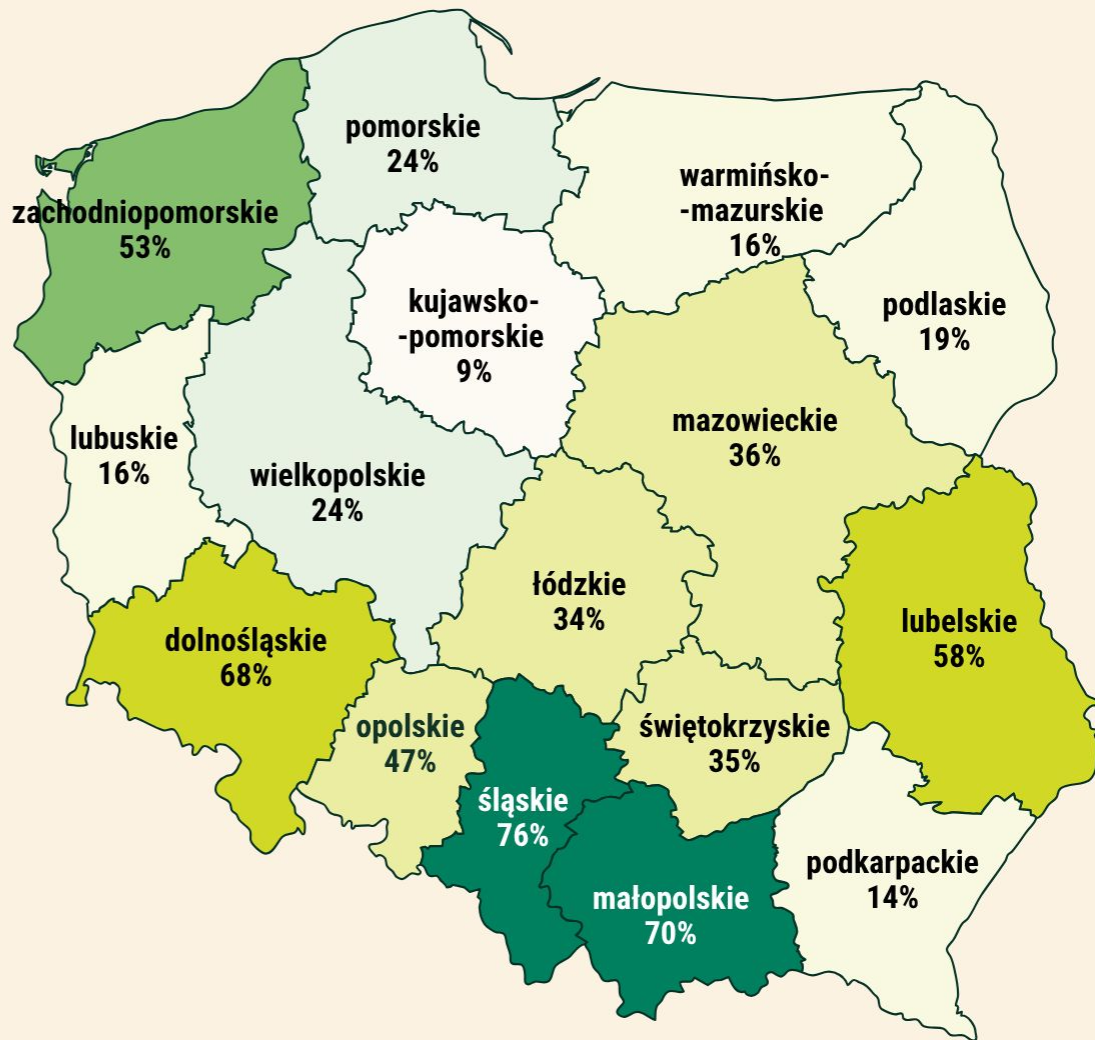 pomorskie
24%
warmińsko-
-mazurskie
16%
zachodniopomorskie
53%
kujawsko-
-pomorskie
9%
podlaskie
19%
lubuskie
16%
wielkopolskie
24%
mazowieckie
36%
łódzkie
34%
lubelskie
58%
dolnośląskie
68%
opolskie
47%
świętokrzyskie
35%
śląskie
76%
małopolskie
70%
podkarpackie
14%